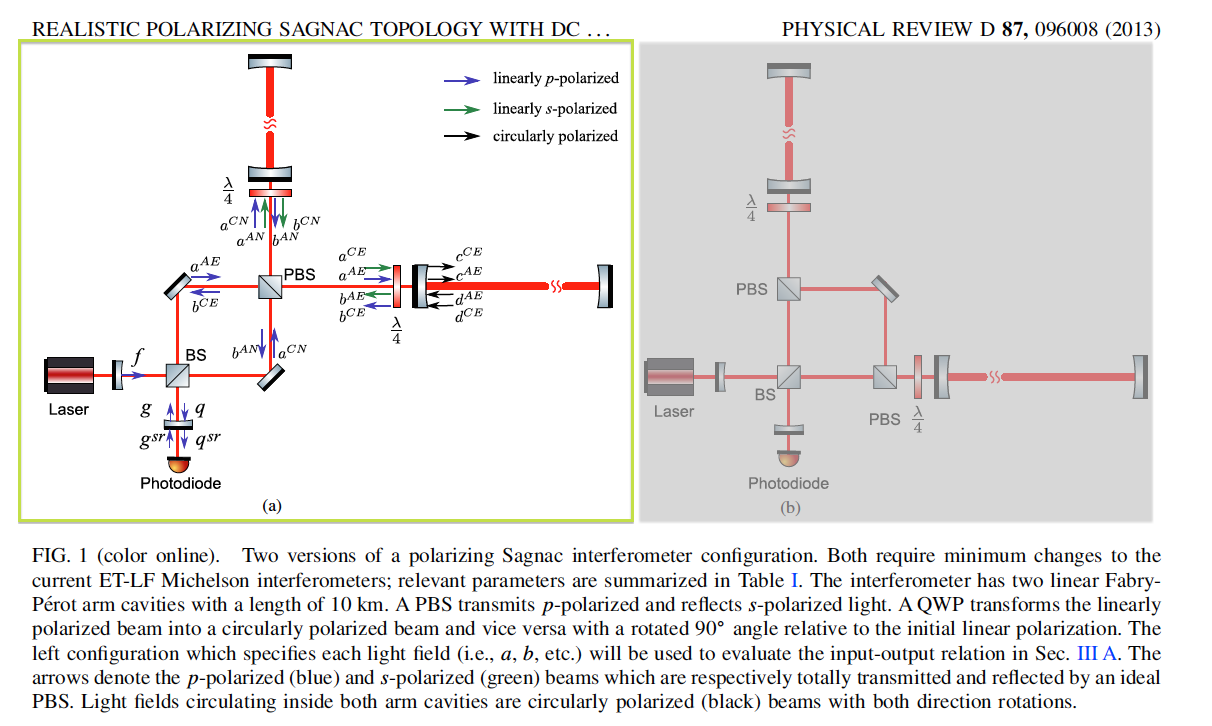 REALISTIC POLARIZING SAGNAC TOPOLOGY WITH DC ...
PHYSICAL REVIEW D 87, 096008 (2013)
linearly p-polarized
linearly s-polarized
circularly polarized
λ/4
a^CN
b^CN
a^AN
b^AN
a^AE
b^CE
PBS
a^CE
a^AE
b^AE
b^CE
c^CE
c^AE
d^AE
d^CE
λ/4
f
BS
b^AN
a^CN
Laser
g
q
g^sr
q^sr
Photodiode
(a)
λ/4
PBS
BS
Laser
PBS
λ/4
Photodiode
(b)
FIG. 1 (color online). Two versions of a polarizing Sagnac interferometer configuration. Both require minimum changes to the
current ET-LF Michelson interferometers; relevant parameters are summarized in Table I. The interferometer has two linear Fabry-
Pérot arm cavities with a length of 10 km. A PBS transmits p-polarized and reflects s-polarized light. A QWP transforms the linearly
polarized beam into a circularly polarized beam and vice versa with a rotated 90° angle relative to the initial linear polarization. The
left configuration which specifies each light field (i.e., a, b, etc.) will be used to evaluate the input-output relation in Sec. III A. The
arrows denote the p-polarized (blue) and s-polarized (green) beams which are respectively totally transmitted and reflected by an ideal
PBS. Light fields circulating inside both arm cavities are circularly polarized (black) beams with both direction rotations.